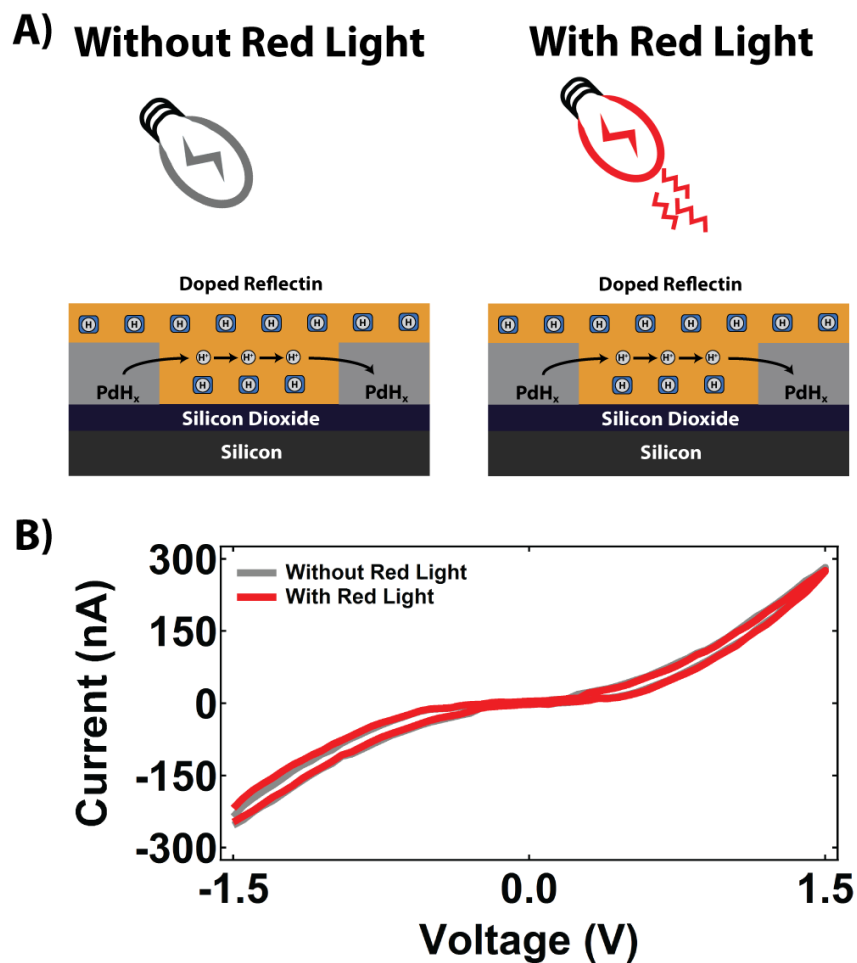 A) Without Red Light With Red Light
Doped Reflectin Doped Reflectin
H H H H H H H H H H H H H H H H
H⁺ H⁺ H⁺ H⁺ H⁺ H⁺
PdHₓ H H H PdHₓ PdHₓ H H H PdHₓ
Silicon Dioxide Silicon Dioxide
Silicon Silicon
B)
300
Without Red Light
With Red Light
150
0
-150
-300
Current (nA)
-1.5 0.0 1.5
Voltage (V)